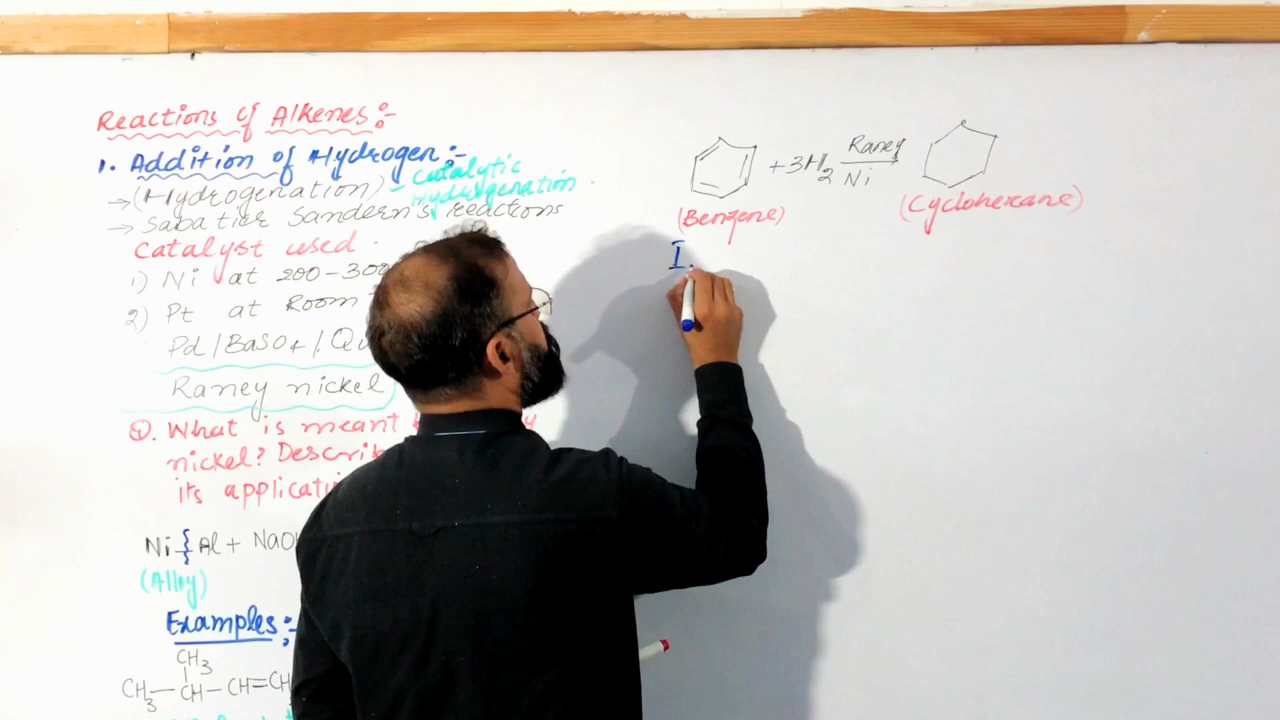 Reactions of Alkenes:-
1. Addition of Hydrogen:-
→ (Hydrogenation) - Catalytic Hydrogenation.
→ Sabatier Sandern's reactions
Catalyst used.
1) Ni at 200-300
2) Pt at Room
Pd/BaSO4/Qu
Raney nickel
Q. What is meant
nickel? Describ
its applicati
Ni-{Al + NaOH
(Alloy)
Examples:-
CH3
CH3-CH-CH=CH
+3H2 Raney Ni
(Benzene) (Cyclohexane)
I.